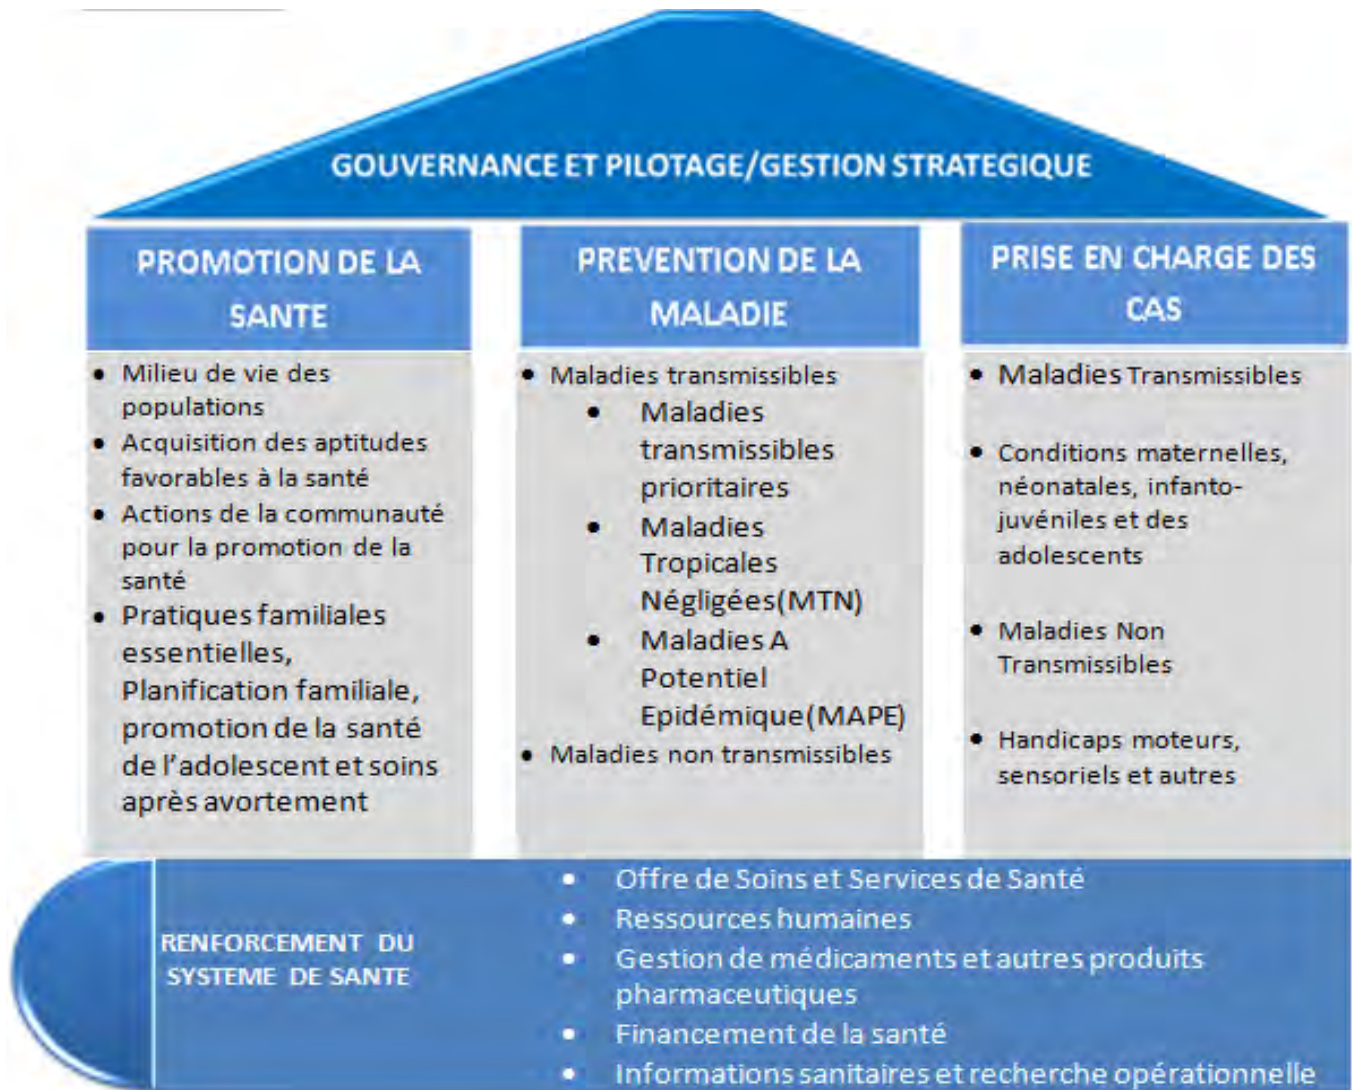 GOUVERNANCE ET PILOTAGE/GESTION STRATEGIQUE
PROMOTION DE LA
SANTE
• Milieu de vie des
populations
• Acquisition des aptitudes
favorables à la santé
• Actions de la communauté
pour la promotion de la
santé
• Pratiques familiales
essentielles,
Planification familiale,
promotion de la santé
de l'adolescent et soins
après avortement
PREVENTION DE LA
MALADIE
• Maladies transmissibles
• Maladies
transmissibles
prioritaires
• Maladies
Tropicales
Négligées(MTN)
• Maladies A
Potentiel
Epidémique(MAPE)
• Maladies non transmissibles
PRISE EN CHARGE DES
CAS
• Maladies Transmissibles
• Conditions maternelles,
néonatales, infanto-
juvéniles et des
adolescents
• Maladies Non
Transmissibles
• Handicaps moteurs,
sensoriels et autres
RENFORCEMENT DU
SYSTEME DE SANTE
• Offre de Soins et Services de Santé
• Ressources humaines
• Gestion de médicaments et autres produits
pharmaceutiques
• Financement de la santé
• Informations sanitaires et recherche opérationnelle